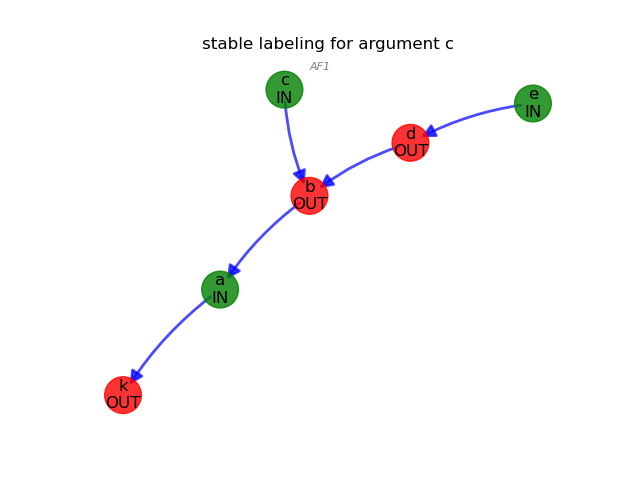 stable labeling for argument c
AF1
c
IN
e
IN
d
OUT
b
OUT
a
IN
k
OUT